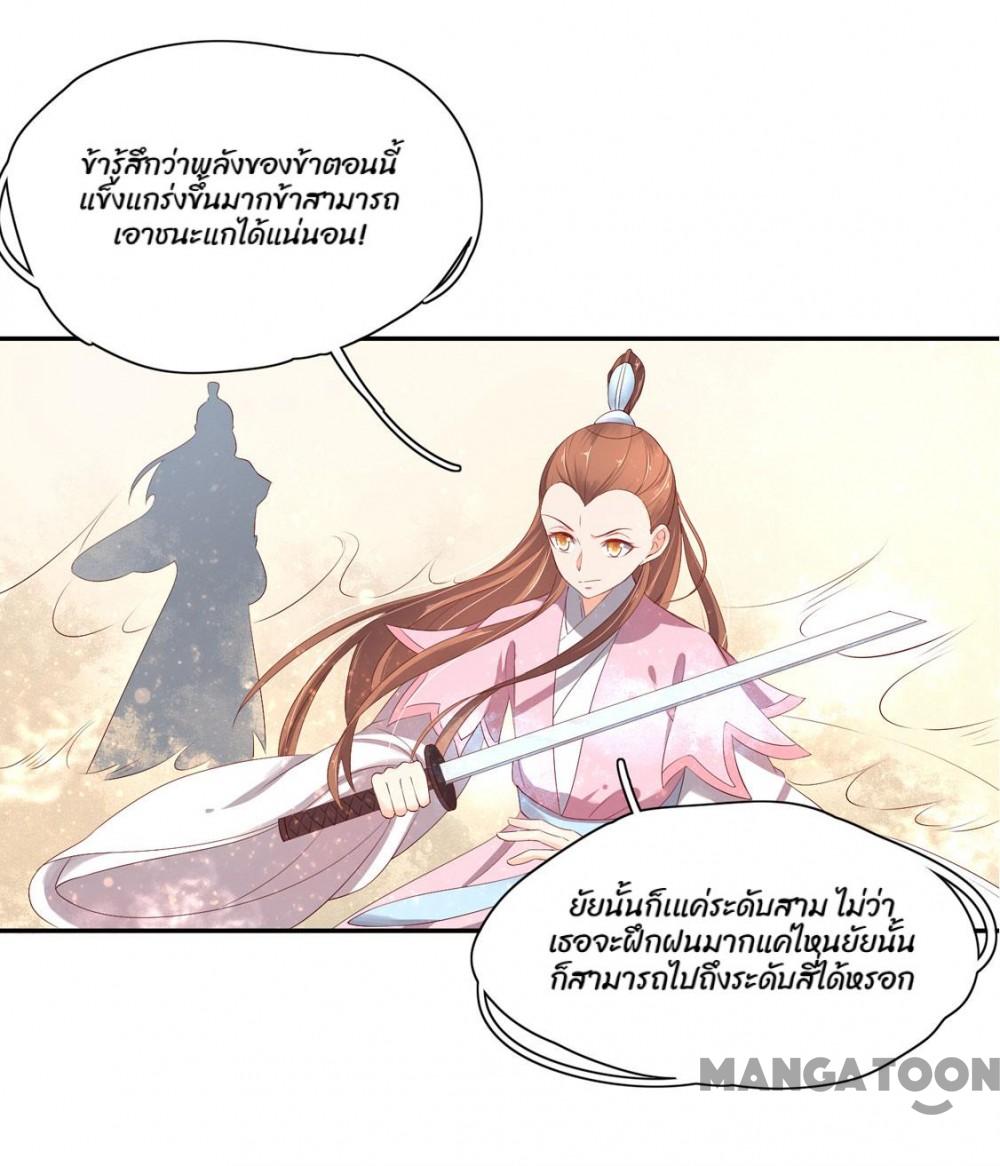 ข้ารู้สึกว่าพลังของข้าตอนนี้
แข็งแกร่งขึ้นมากข้าสามารถ
เอาชนะแกได้แน่นอน!
ยัยนั้นก็แค่ระดับสาม ไม่ว่า
เธอจะฝึกฝนมากแค่ไหนยัยนั้น
ก็สามารถไปถึงระดับสี่ได้หรอก
MANGATOON